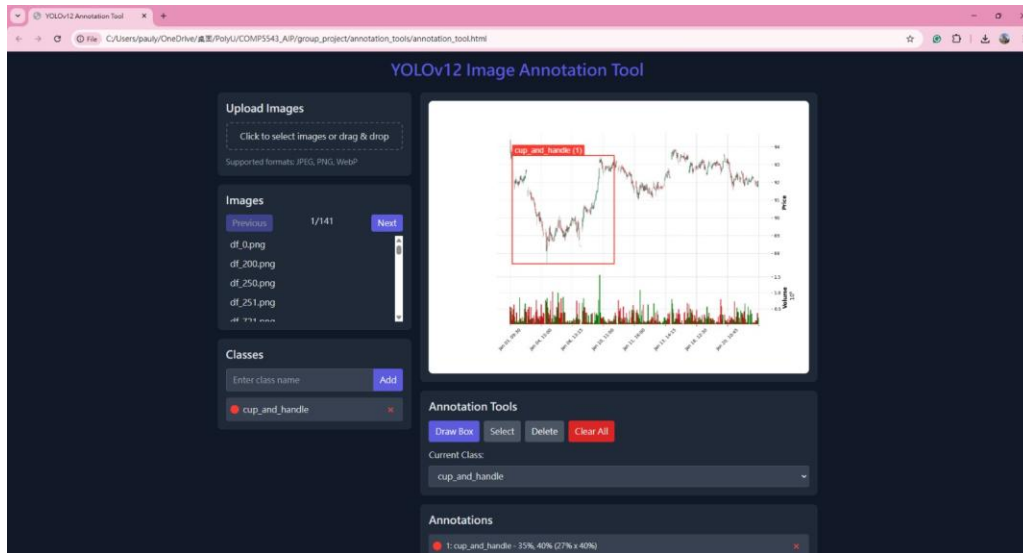 YOLOv12 Annotation Tool
File C:/Users/pauly/OneDrive/桌面/PolyU/COMP5543_AIP/group_project/annotation_tools/annotation_tool.html
YOLOv12 Image Annotation Tool
Upload Images
Click to select images or drag & drop
Supported formats: JPEG, PNG, WebP
Images
Previous 1/141 Next
df_0.png
df_200.png
df_250.png
df_251.png
df_721.png
Classes
Enter class name Add
cup_and_handle
cup_and_handle (1)
Price
Volume
Annotation Tools
Draw Box Select Delete Clear All
Current Class:
cup_and_handle
Annotations
1: cup_and_handle - 35%, 40% (27% x 40%)